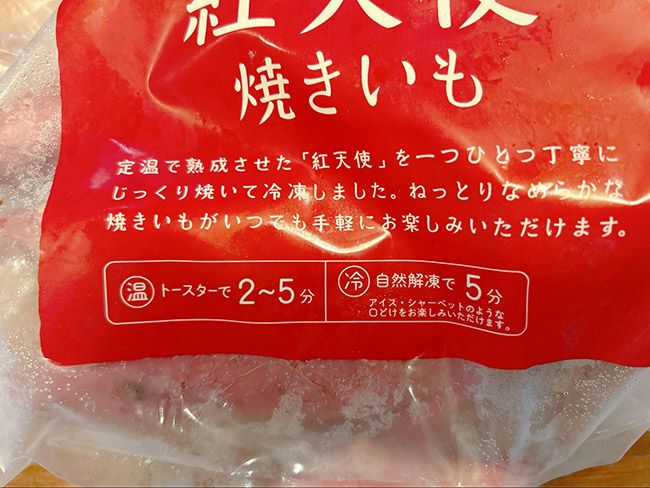 紅天使
焼きいも
定温で熟成させた「紅天使」を一つひとつ丁寧に
じっくり焼いて冷凍しました。ねっとりなめらかな
焼きいもがいつでも手軽にお楽しみいただけます。
温 トースターで 2〜5分
冷 自然解凍で 5分
アイス・シャーベットのような
口どけをお楽しみいただけます。